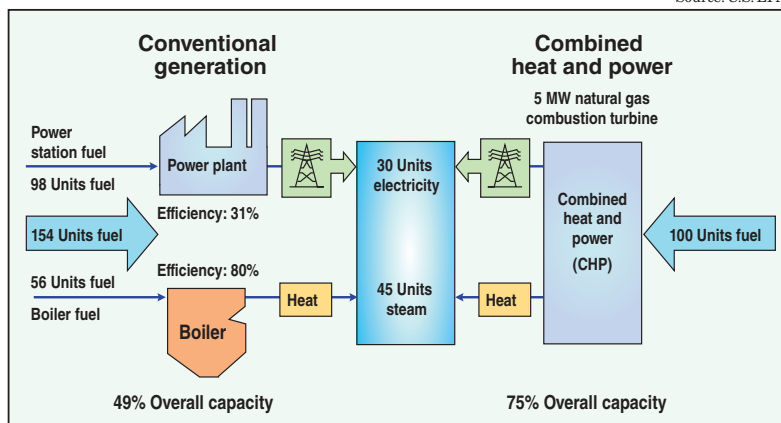 Conventional
generation
Combined
heat and power
5 MW natural gas
combustion turbine
Power
station fuel
98 Units fuel
Power plant
Efficiency: 31%
154 Units fuel
56 Units fuel
Boiler fuel
Efficiency: 80%
Boiler
Heat
30 Units
electricity
45 Units
steam
Heat
Combined
heat and
power
(CHP)
100 Units fuel
49% Overall capacity
75% Overall capacity